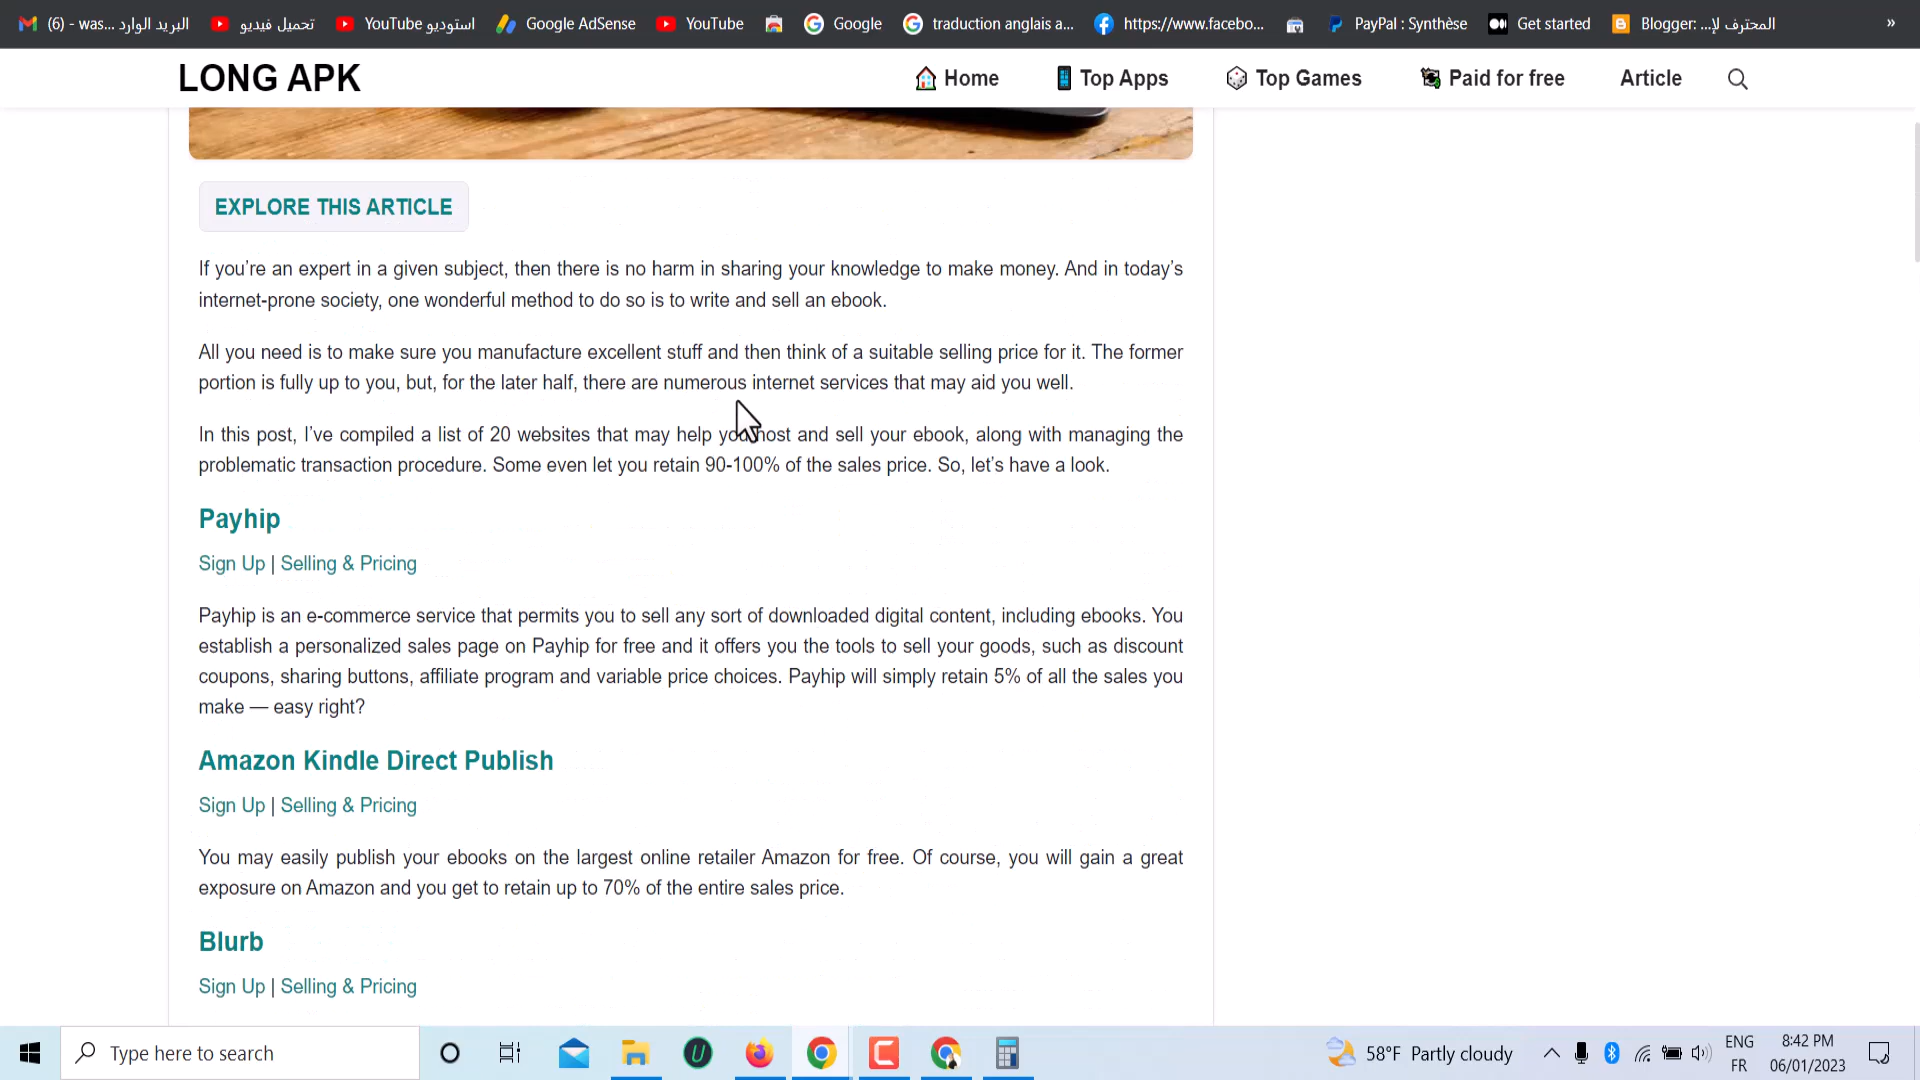 (6) - was... البريد الوارد
تحميل فيديو
استوديو YouTube
Google AdSense
YouTube
Google
traduction anglais a...
https://www.facebo...
PayPal : Synthèse
Get started
Blogger: ...المحترف لإ
»
LONG APK
Home
Top Apps
Top Games
Paid for free
Article
EXPLORE THIS ARTICLE
If you’re an expert in a given subject, then there is no harm in sharing your knowledge to make money. And in today’s
internet-prone society, one wonderful method to do so is to write and sell an ebook.
All you need is to make sure you manufacture excellent stuff and then think of a suitable selling price for it. The former
portion is fully up to you, but, for the later half, there are numerous internet services that may aid you well.
In this post, I’ve compiled a list of 20 websites that may help you host and sell your ebook, along with managing the
problematic transaction procedure. Some even let you retain 90-100% of the sales price. So, let’s have a look.
Payhip
Sign Up | Selling & Pricing
Payhip is an e-commerce service that permits you to sell any sort of downloaded digital content, including ebooks. You
establish a personalized sales page on Payhip for free and it offers you the tools to sell your goods, such as discount
coupons, sharing buttons, affiliate program and variable price choices. Payhip will simply retain 5% of all the sales you
make — easy right?
Amazon Kindle Direct Publish
Sign Up | Selling & Pricing
You may easily publish your ebooks on the largest online retailer Amazon for free. Of course, you will gain a great
exposure on Amazon and you get to retain up to 70% of the entire sales price.
Blurb
Sign Up | Selling & Pricing
Type here to search
58°F Partly cloudy
ENG
FR
8:42 PM
06/01/2023